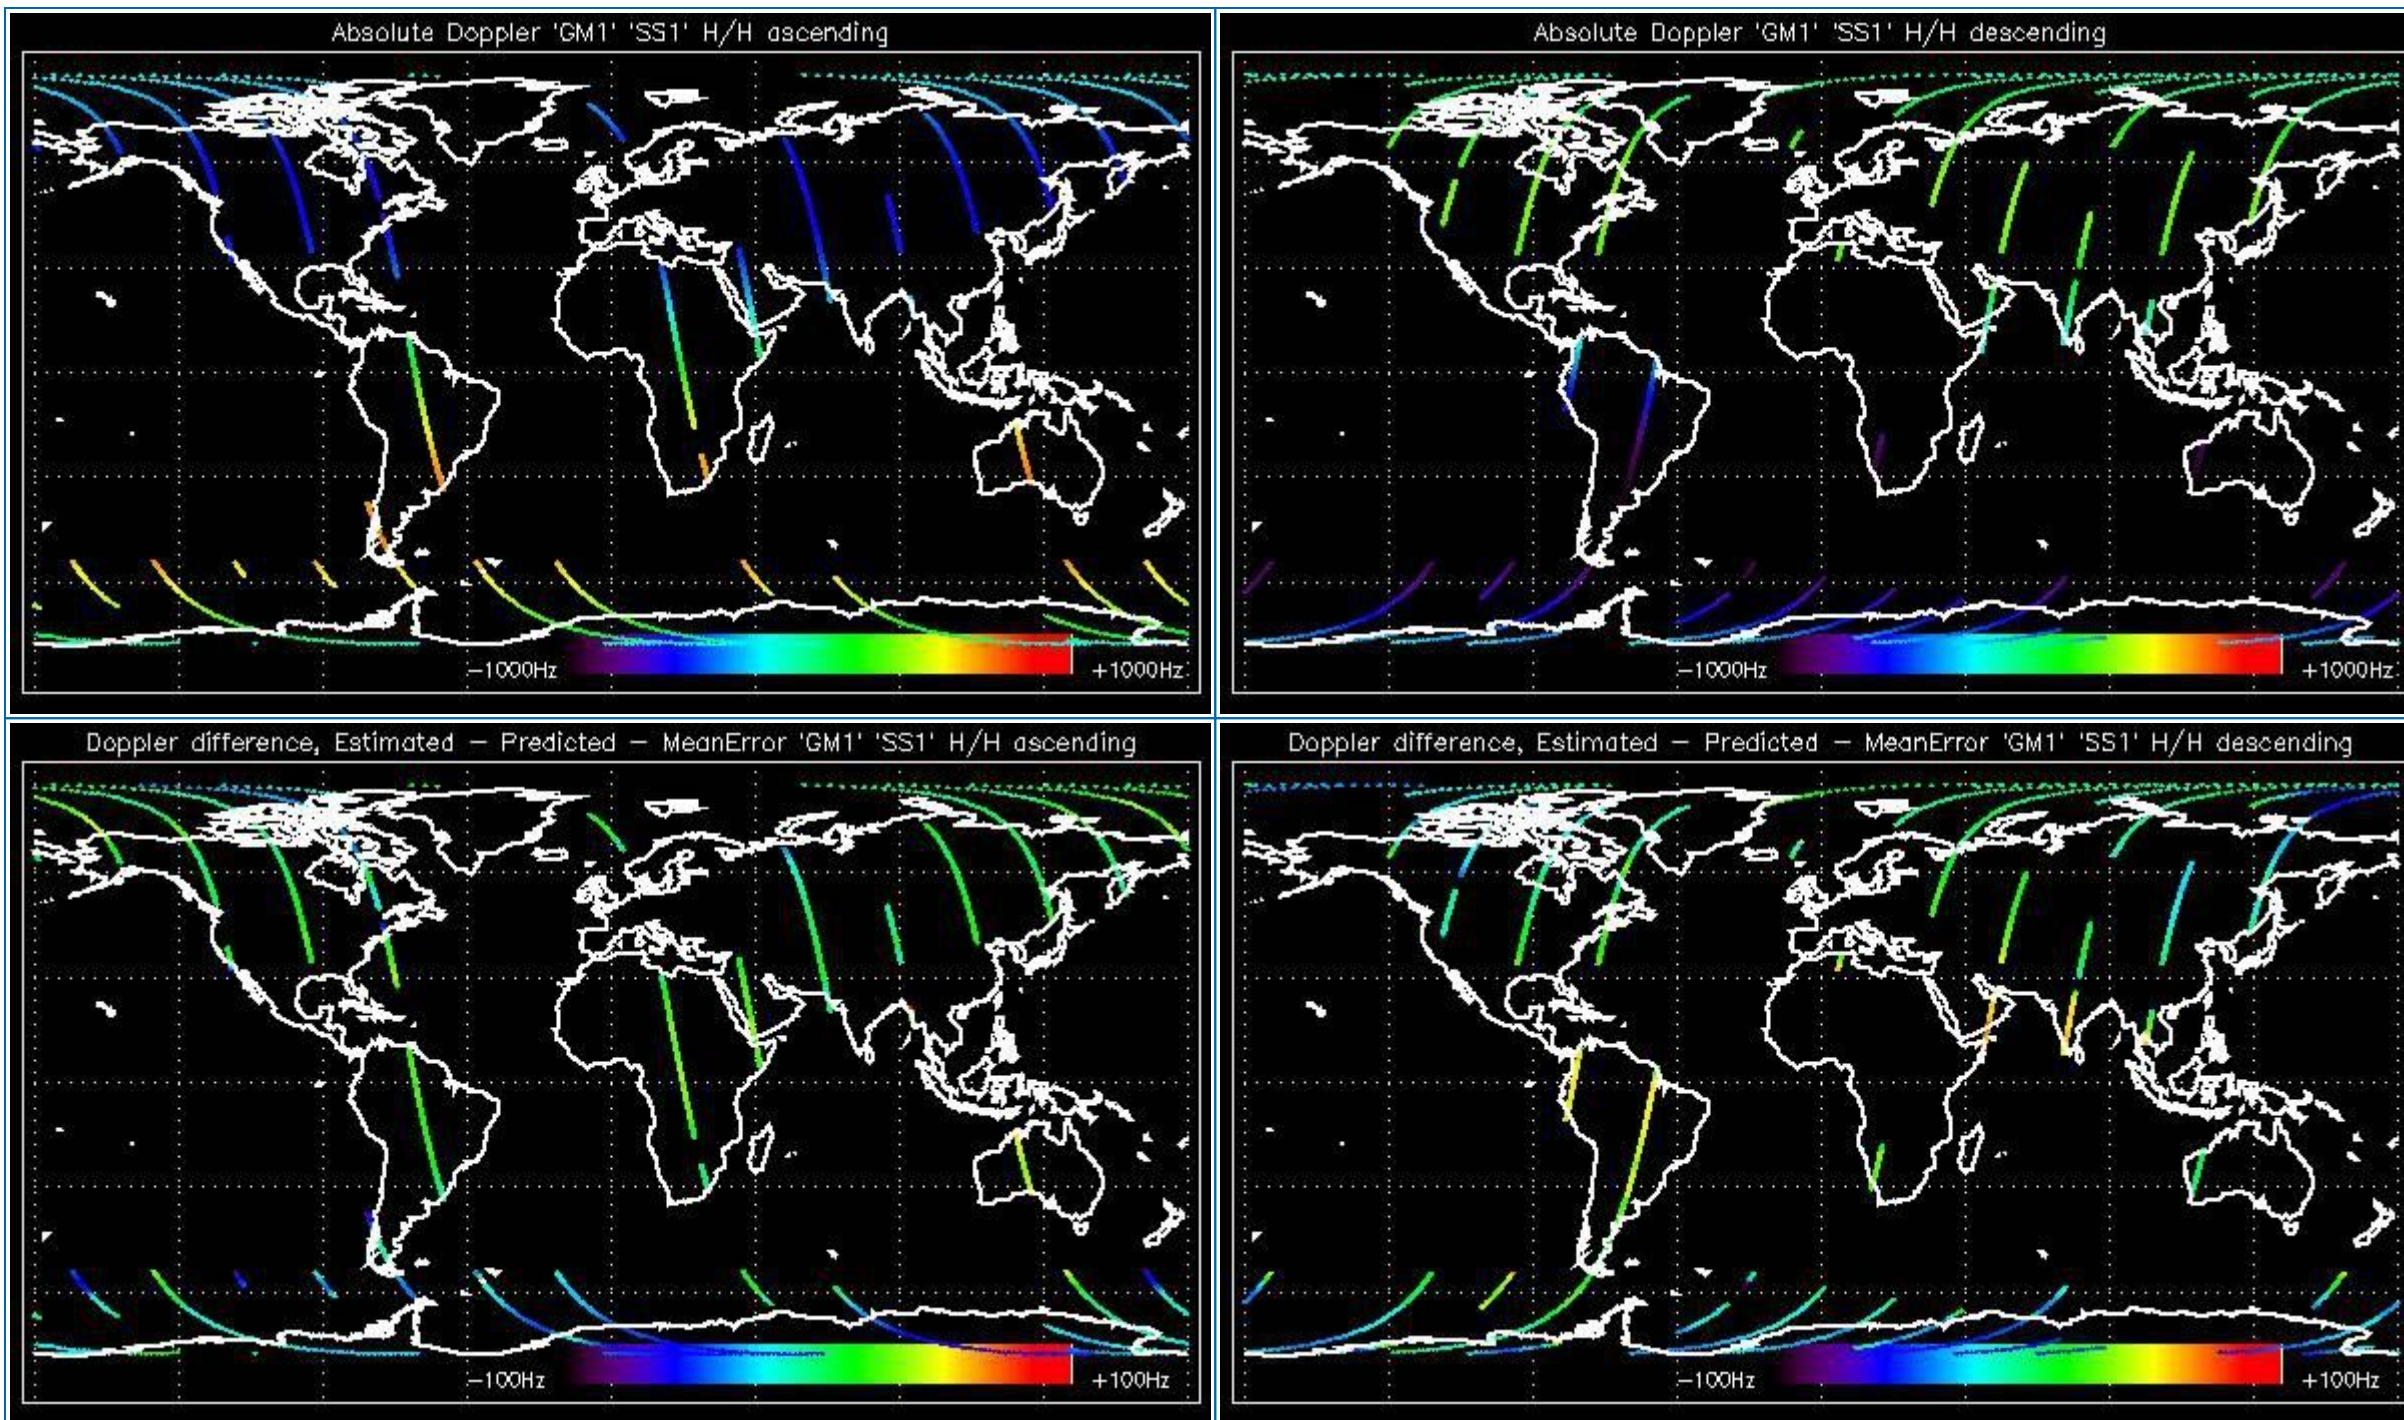 Absolute Doppler 'GM1' 'SS1' H/H ascending
−1000Hz +1000Hz
Absolute Doppler 'GM1' 'SS1' H/H descending
−1000Hz +1000Hz
Doppler difference, Estimated − Predicted − MeanError 'GM1' 'SS1' H/H ascending
−100Hz +100Hz
Doppler difference, Estimated − Predicted − MeanError 'GM1' 'SS1' H/H descending
−100Hz +100Hz